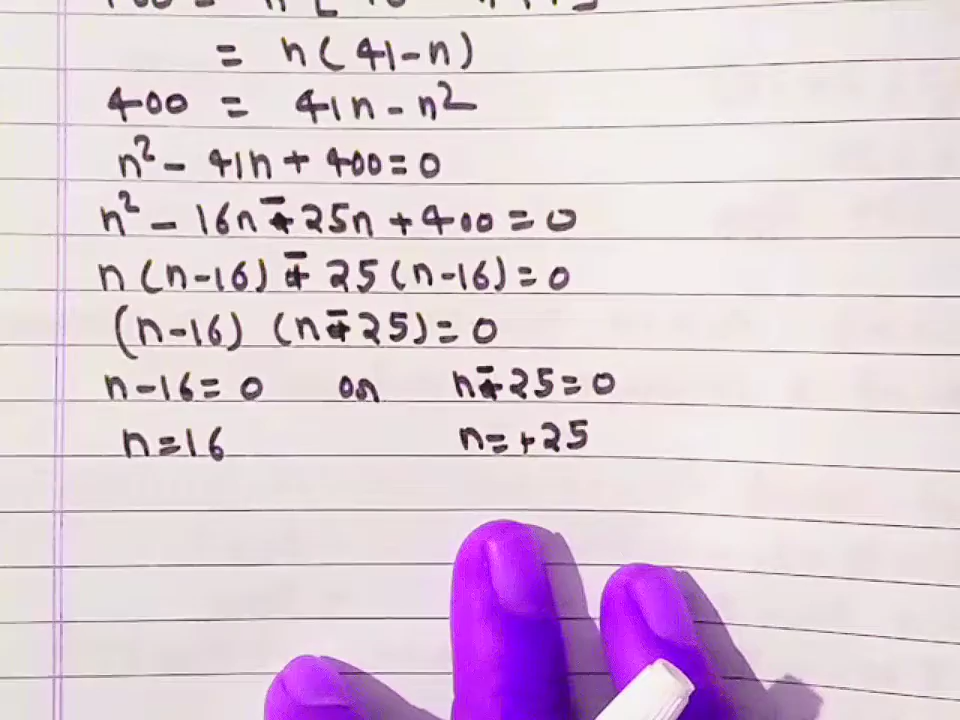 = n(41-n)
400 = 41n - n²
n² - 41n + 400 = 0
n² - 16n - 25n + 400 = 0
n(n-16) - 25(n-16) = 0
(n-16) (n-25) = 0
n-16 = 0 or n-25 = 0
n=16 n=+25